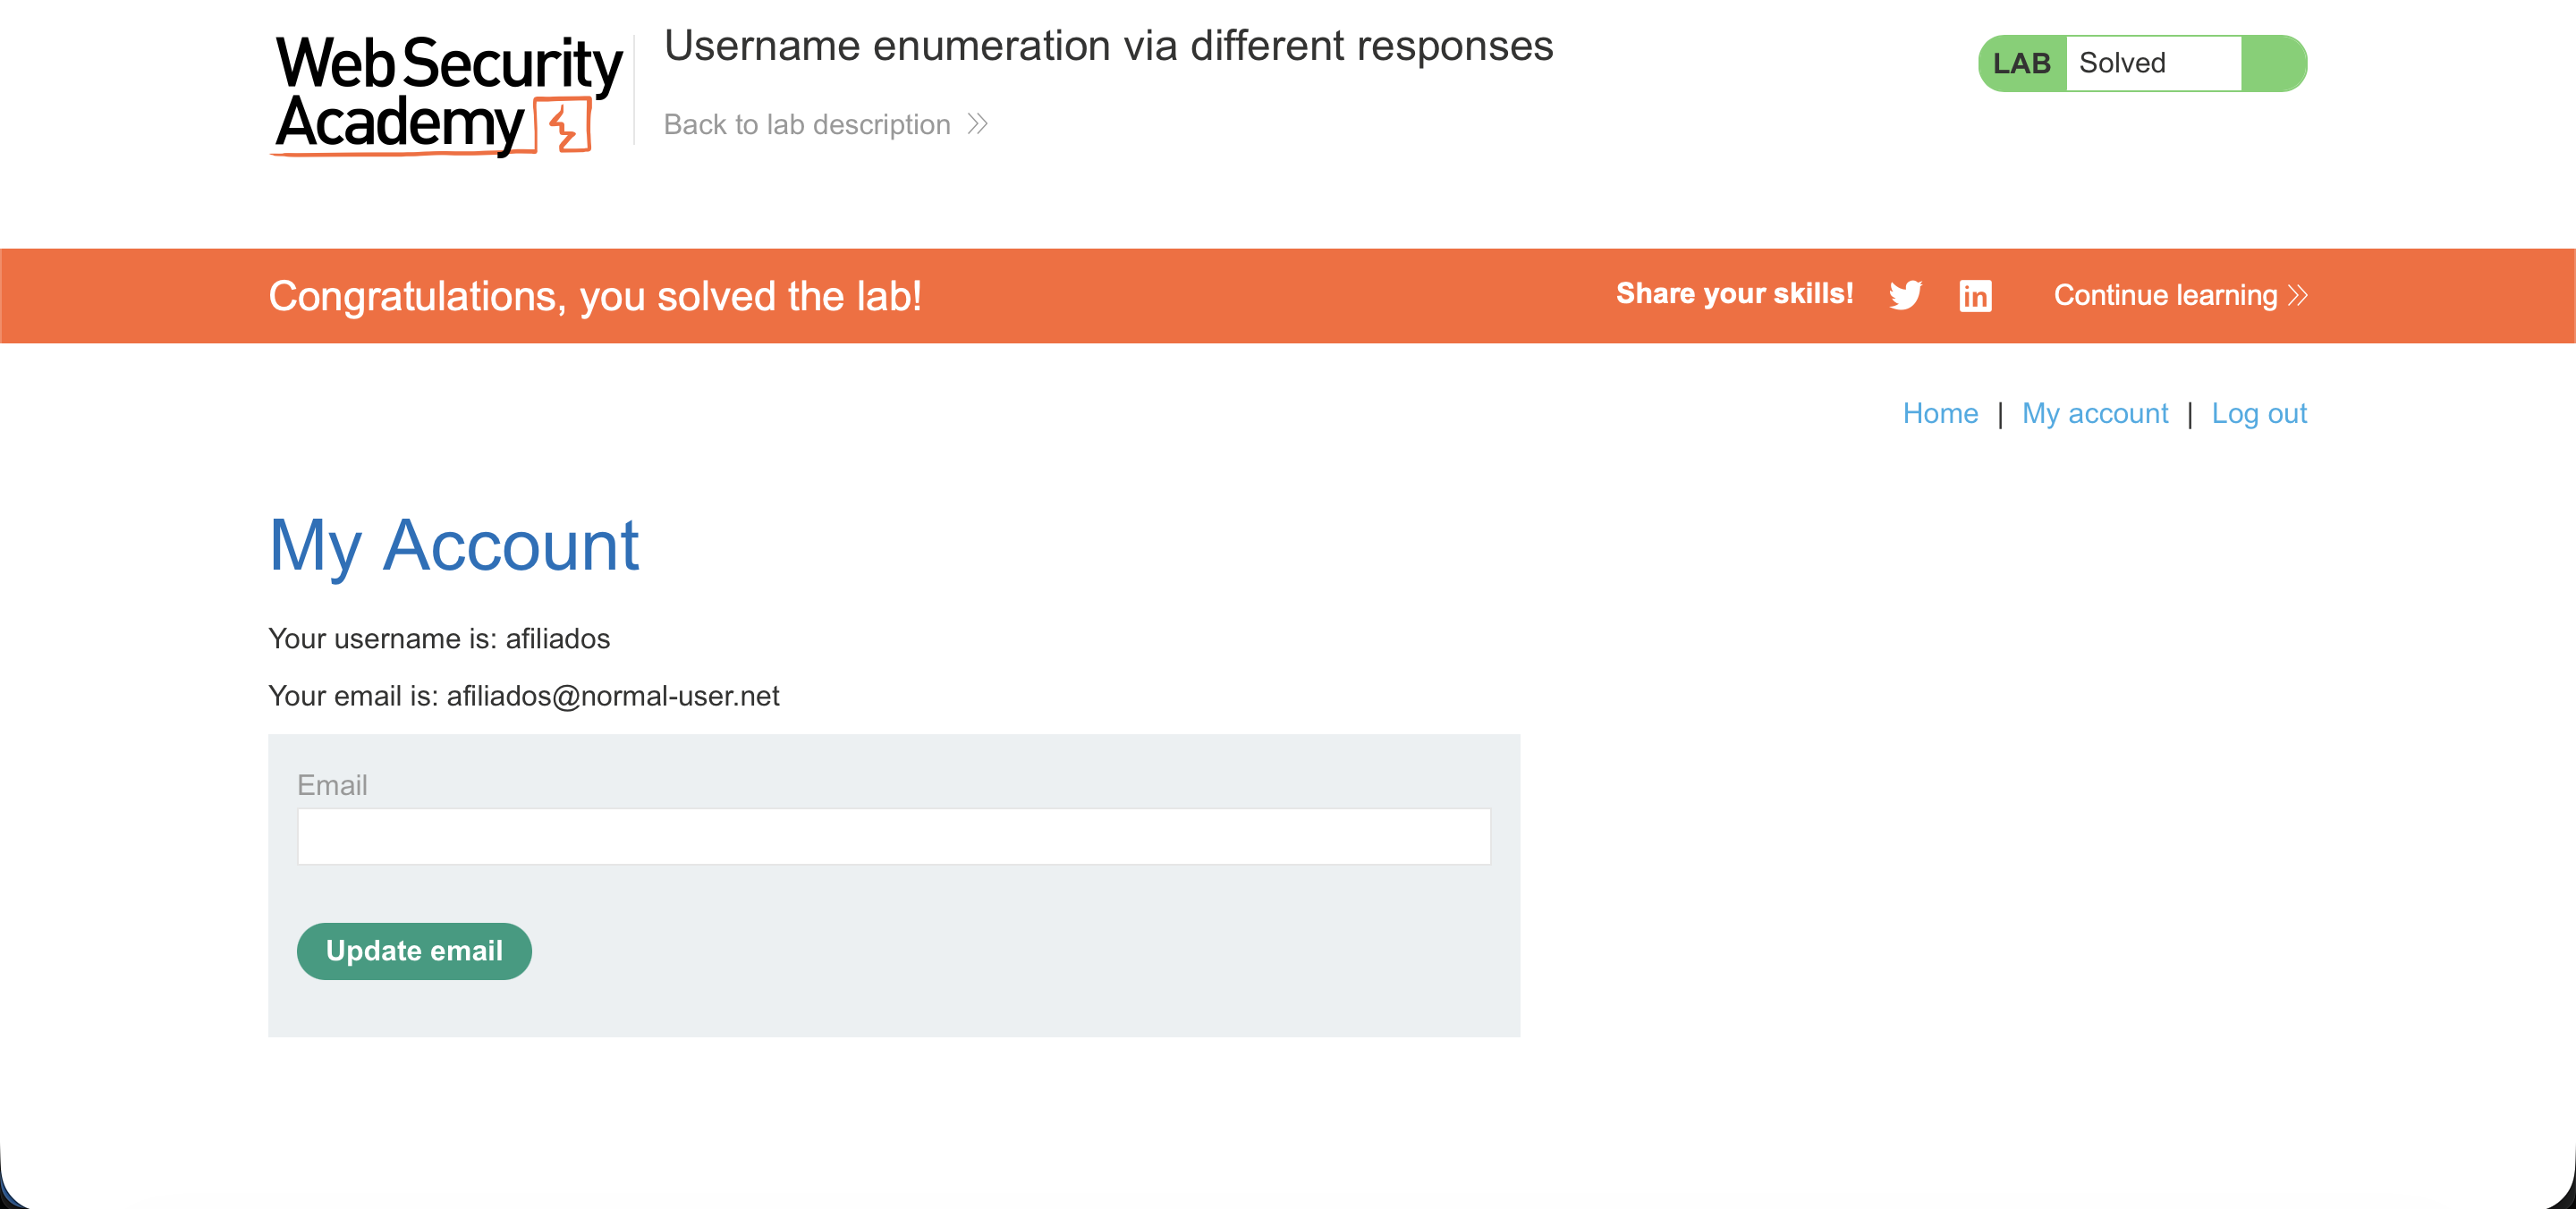 Web Security
Academy
Username enumeration via different responses
Back to lab description
LAB Solved
Congratulations, you solved the lab!
Share your skills!
Continue learning
Home | My account | Log out
My Account
Your username is: afiliados
Your email is: afiliados@normal-user.net
Email
Update email